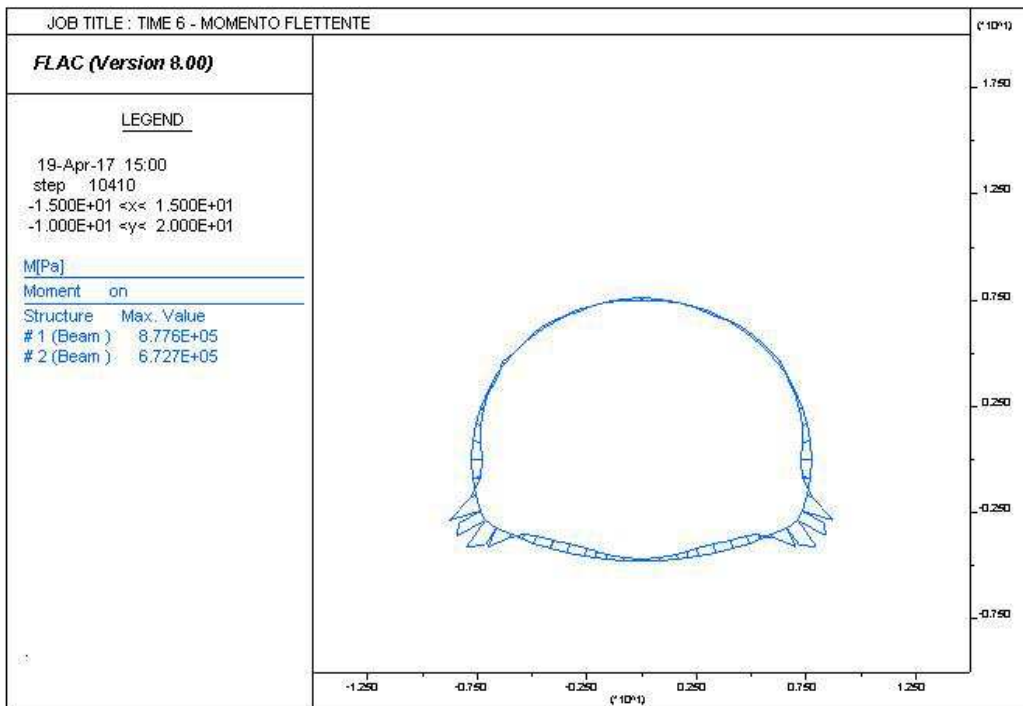 JOB TITLE : TIME 6 - MOMENTO FLETTENTE
FLAC (Version 8.00)
LEGEND
19-Apr-17 15:00
step 10410
-1.500E+01 <x< 1.500E+01
-1.000E+01 <y< 2.000E+01
M[Pa]
Moment on
Structure Max. Value
# 1 (Beam ) 8.776E+05
# 2 (Beam ) 6.727E+05
(*10^1)
1.750
1.250
0.750
0.250
-0.250
-0.750
-1.250 -0.750 -0.250 0.250 0.750 1.250
(*10^1)